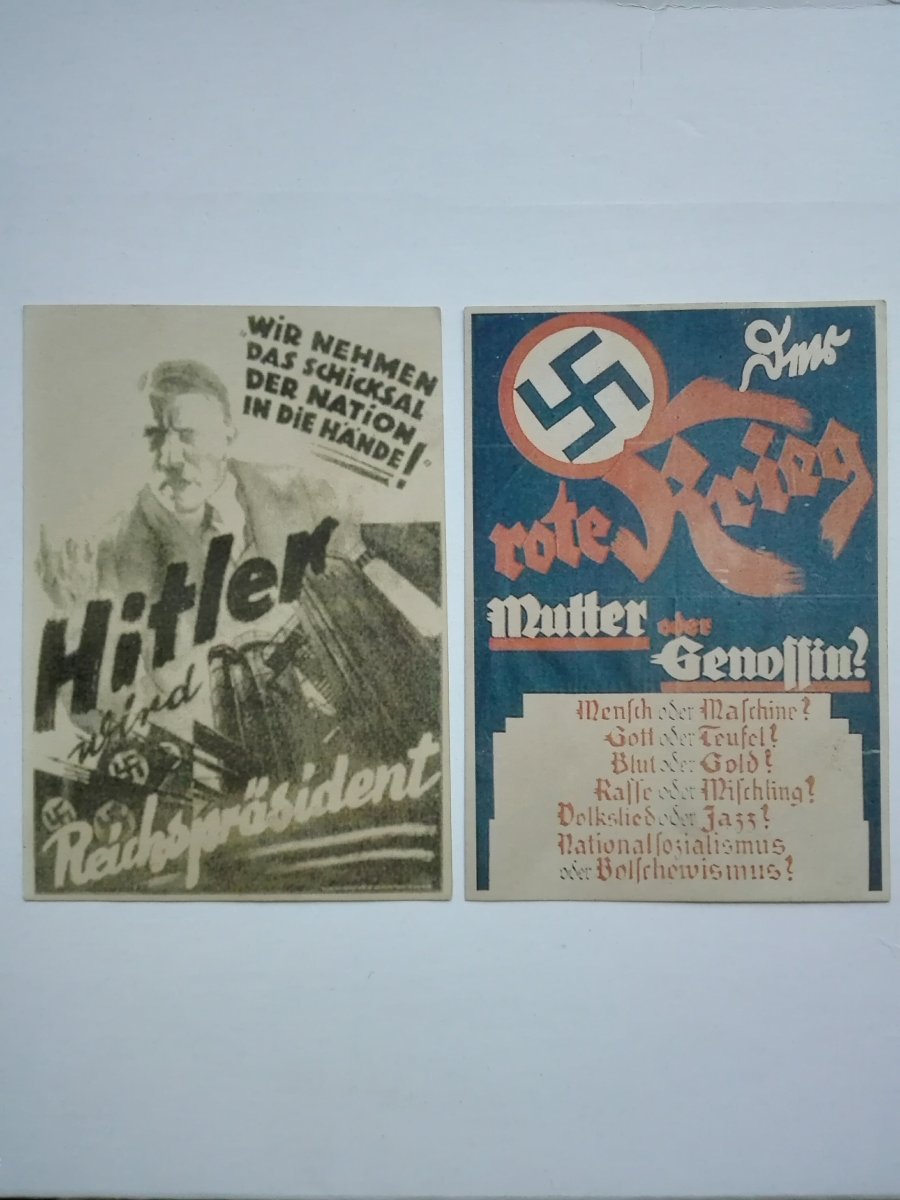 „WIR NEHMEN
DAS SCHICKSAL
DER NATION
IN DIE HÄNDE!“
Hitler
wird
Reichspräsident
Der
rote Krieg
Mutter oder
Genossin?
Mensch oder Maschine?
Gott oder Teufel?
Blut oder Gold?
Rasse oder Mischling?
Volkslied oder Jazz?
Nationalsozialismus
oder Bolschewismus?